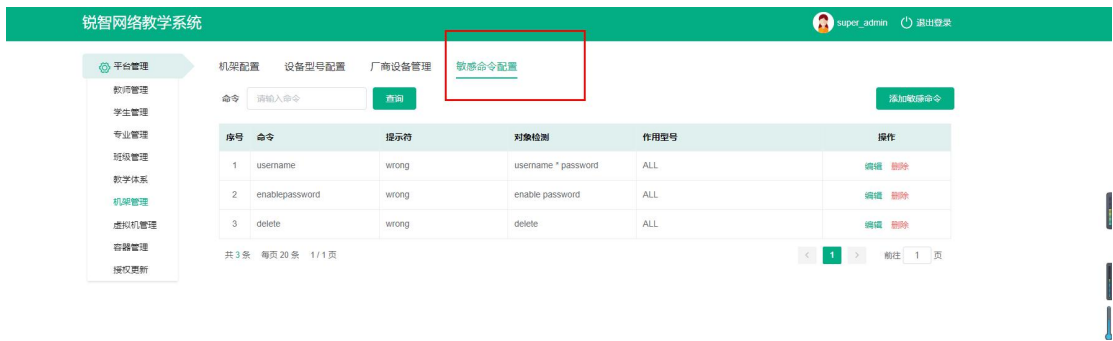 锐智网络教学系统 super_admin 退出登录
平台管理
教师管理
学生管理
专业管理
班级管理
教学体系
机架管理
虚拟机管理
容器管理
授权更新
机架配置 设备型号配置 厂商设备管理 敏感命令配置
命令 请输入命令 查询 添加敏感命令
序号 命令 提示符 对象检测 作用型号 操作
1 username wrong username * password ALL 编辑 删除
2 enablepassword wrong enable password ALL 编辑 删除
3 delete wrong delete ALL 编辑 删除
共 3 条 每页 20 条 1 / 1 页 < 1 > 前往 1 页